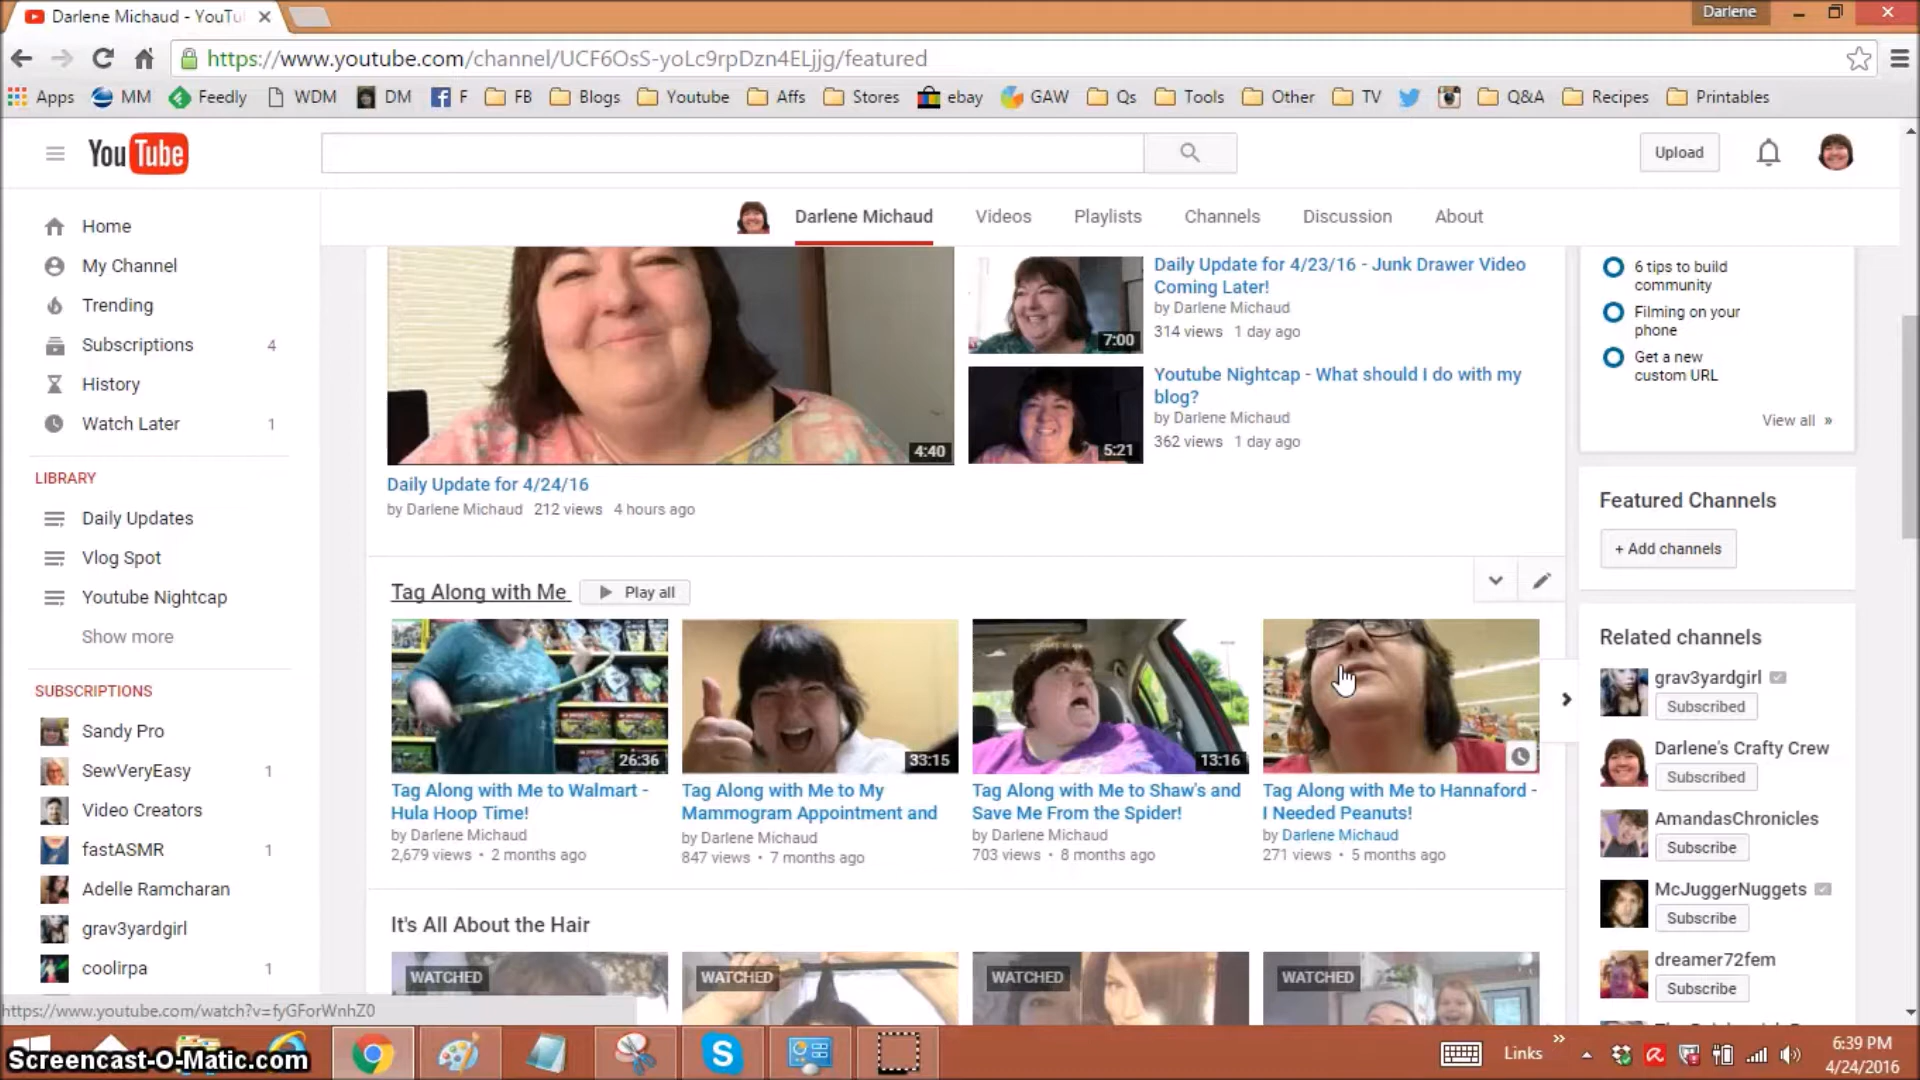 Darlene Michaud - YouTu
Darlene
https://www.youtube.com/channel/UCF6OsS-yoLc9rpDzn4ELjjg/featured
Apps MM Feedly WDM DM F FB Blogs Youtube Affs Stores ebay GAW Qs Tools Other TV Q&A Recipes Printables
YouTube
Upload
Darlene Michaud Videos Playlists Channels Discussion About
Home
My Channel
Trending
Subscriptions 4
History
Watch Later 1
LIBRARY
Daily Updates
Vlog Spot
Youtube Nightcap
Show more
SUBSCRIPTIONS
Sandy Pro
SewVeryEasy 1
Video Creators
fastASMR 1
Adelle Ramcharan
grav3yardgirl
coolirpa 1
4:40
Daily Update for 4/24/16
by Darlene Michaud 212 views 4 hours ago
7:00
Daily Update for 4/23/16 - Junk Drawer Video
Coming Later!
by Darlene Michaud
314 views 1 day ago
5:21
Youtube Nightcap - What should I do with my
blog?
by Darlene Michaud
362 views 1 day ago
Tag Along with Me Play all
26:36
Tag Along with Me to Walmart -
Hula Hoop Time!
by Darlene Michaud
2,679 views • 2 months ago
33:15
Tag Along with Me to My
Mammogram Appointment and
by Darlene Michaud
847 views • 7 months ago
13:16
Tag Along with Me to Shaw's and
Save Me From the Spider!
by Darlene Michaud
703 views • 8 months ago
Tag Along with Me to Hannaford -
I Needed Peanuts!
by Darlene Michaud
271 views • 5 months ago
It's All About the Hair
WATCHED WATCHED WATCHED WATCHED
6 tips to build
community
Filming on your
phone
Get a new
custom URL
View all »
Featured Channels
+ Add channels
Related channels
grav3yardgirl
Subscribed
Darlene's Crafty Crew
Subscribed
AmandasChronicles
Subscribe
McJuggerNuggets
Subscribe
dreamer72fem
Subscribe
https://www.youtube.com/watch?v=fyGForWnhZ0
Screencast-O-Matic.com
Links »
6:39 PM
4/24/2016